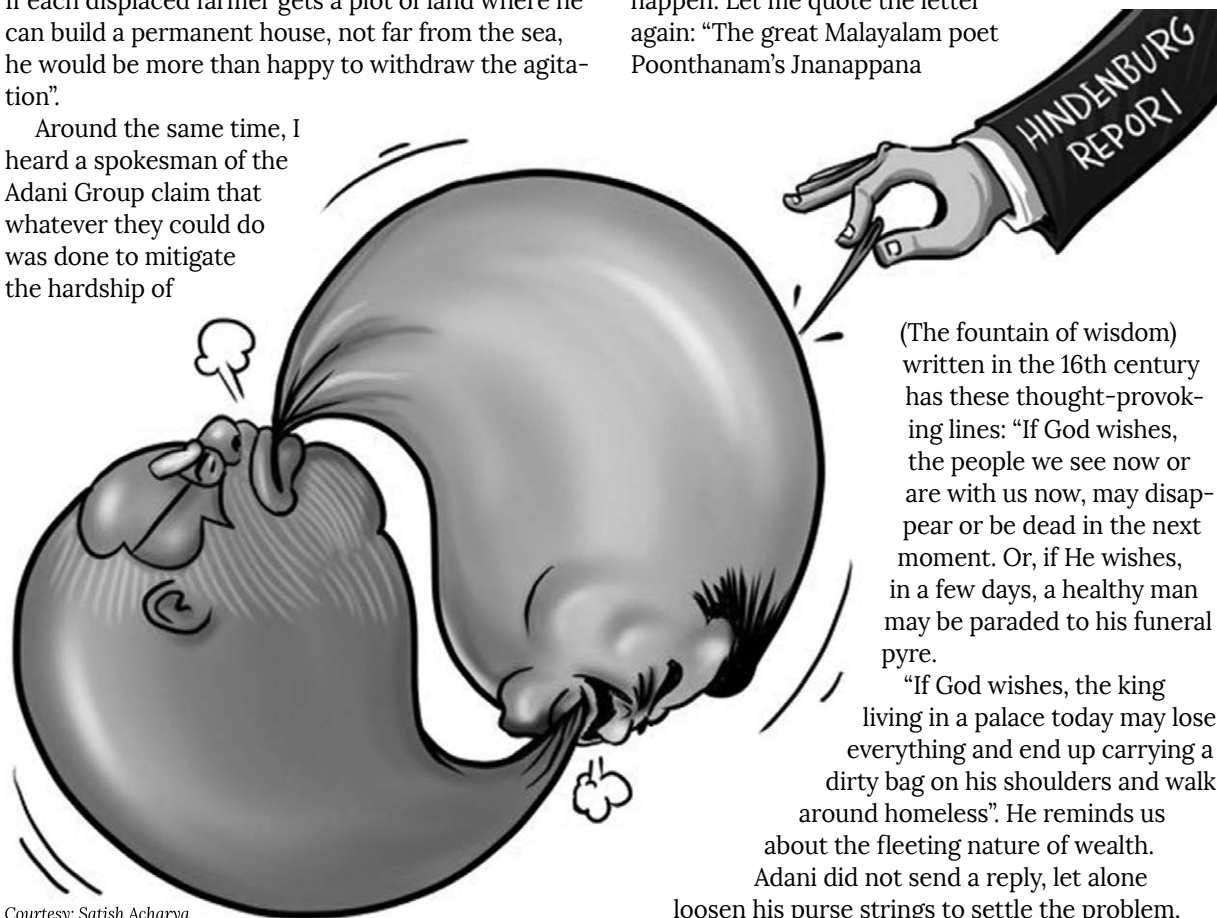 If each displaced farmer gets a plot of land where he
can build a permanent house, not far from the sea,
he would be more than happy to withdraw the agita-
tion”.
Around the same time, I
heard a spokesman of the
Adani Group claim that
whatever they could do
was done to mitigate
the hardship of
Courtesy: Satish Acharya
happen. Let me quote the letter
again: “The great Malayalam poet
Poonthanam’s Jnanappana
HINDENBURG
REPORT
(The fountain of wisdom)
written in the 16th century
has these thought-provok-
ing lines: “If God wishes,
the people we see now or
are with us now, may disap-
pear or be dead in the next
moment. Or, if He wishes,
in a few days, a healthy man
may be paraded to his funeral
pyre.
“If God wishes, the king
living in a palace today may lose
everything and end up carrying a
dirty bag on his shoulders and walk
around homeless”. He reminds us
about the fleeting nature of wealth.
Adani did not send a reply, let alone
loosen his purse strings to settle the problem.